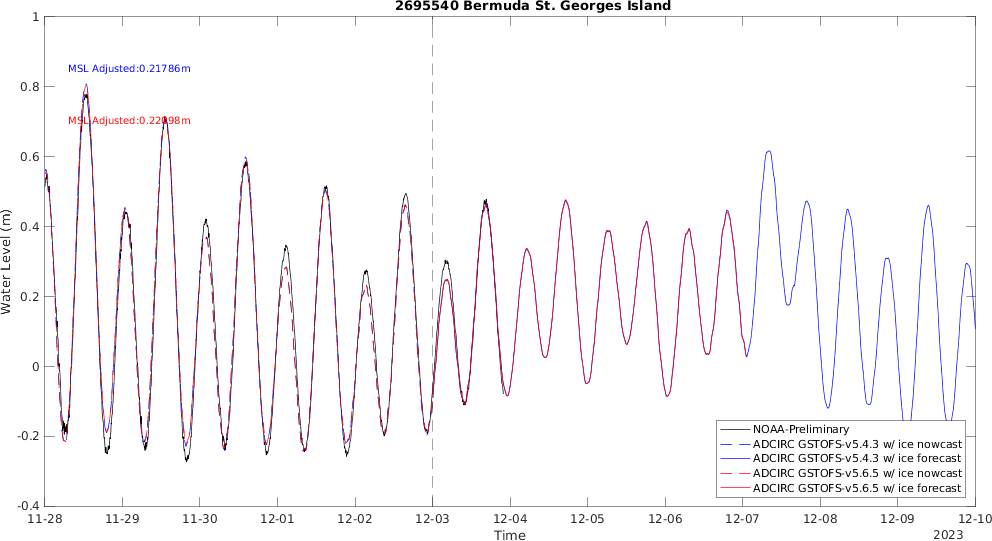 2695540 Bermuda St. Georges Island
1
0.8
0.6
0.4
0.2
0
-0.2
-0.4
Water Level (m)
MSL Adjusted:0.21786m
MSL Adjusted:0.22098m
NOAA-Preliminary
ADCIRC GSTOFS-v5.4.3 w/ ice nowcast
ADCIRC GSTOFS-v5.4.3 w/ ice forecast
ADCIRC GSTOFS-v5.6.5 w/ ice nowcast
ADCIRC GSTOFS-v5.6.5 w/ ice forecast
11-28 11-29 11-30 12-01 12-02 12-03 12-04 12-05 12-06 12-07 12-08 12-09 12-10
Time
2023